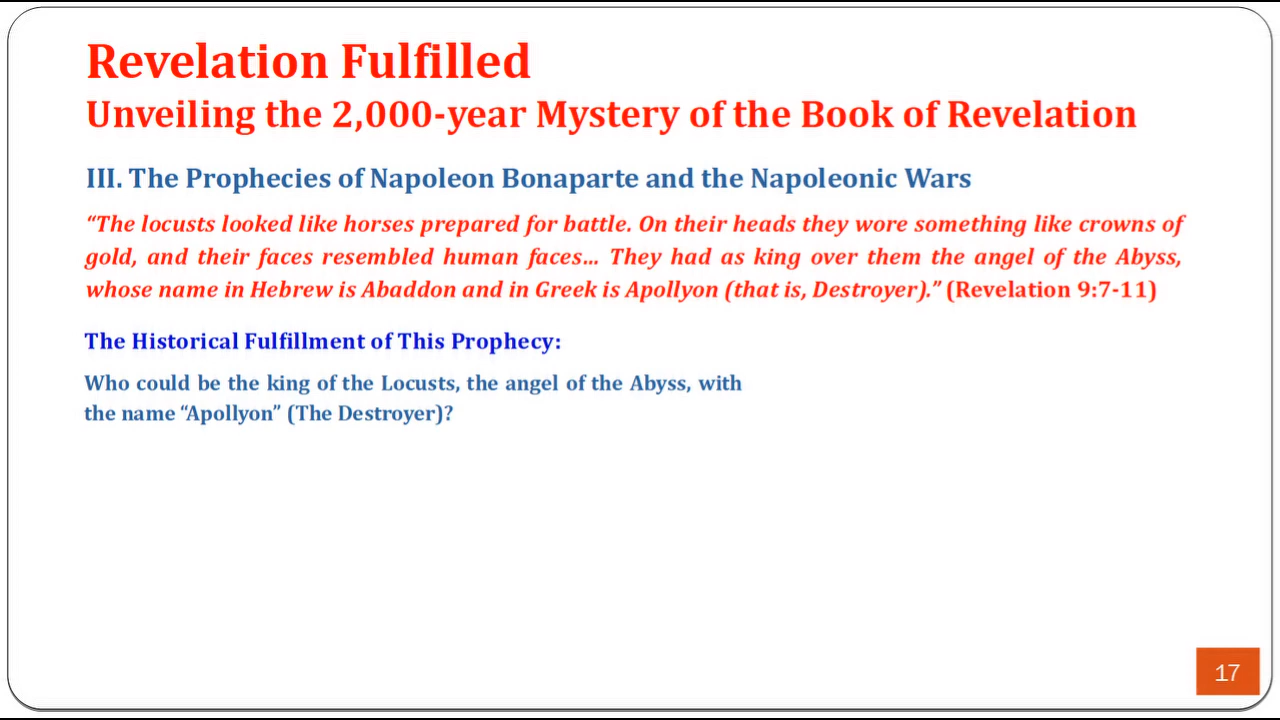 Revelation Fulfilled
Unveiling the 2,000-year Mystery of the Book of Revelation
III. The Prophecies of Napoleon Bonaparte and the Napoleonic Wars
“The locusts looked like horses prepared for battle. On their heads they wore something like crowns of
gold, and their faces resembled human faces… They had as king over them the angel of the Abyss,
whose name in Hebrew is Abaddon and in Greek is Apollyon (that is, Destroyer).” (Revelation 9:7-11)
The Historical Fulfillment of This Prophecy:
Who could be the king of the Locusts, the angel of the Abyss, with
the name “Apollyon” (The Destroyer)?
17